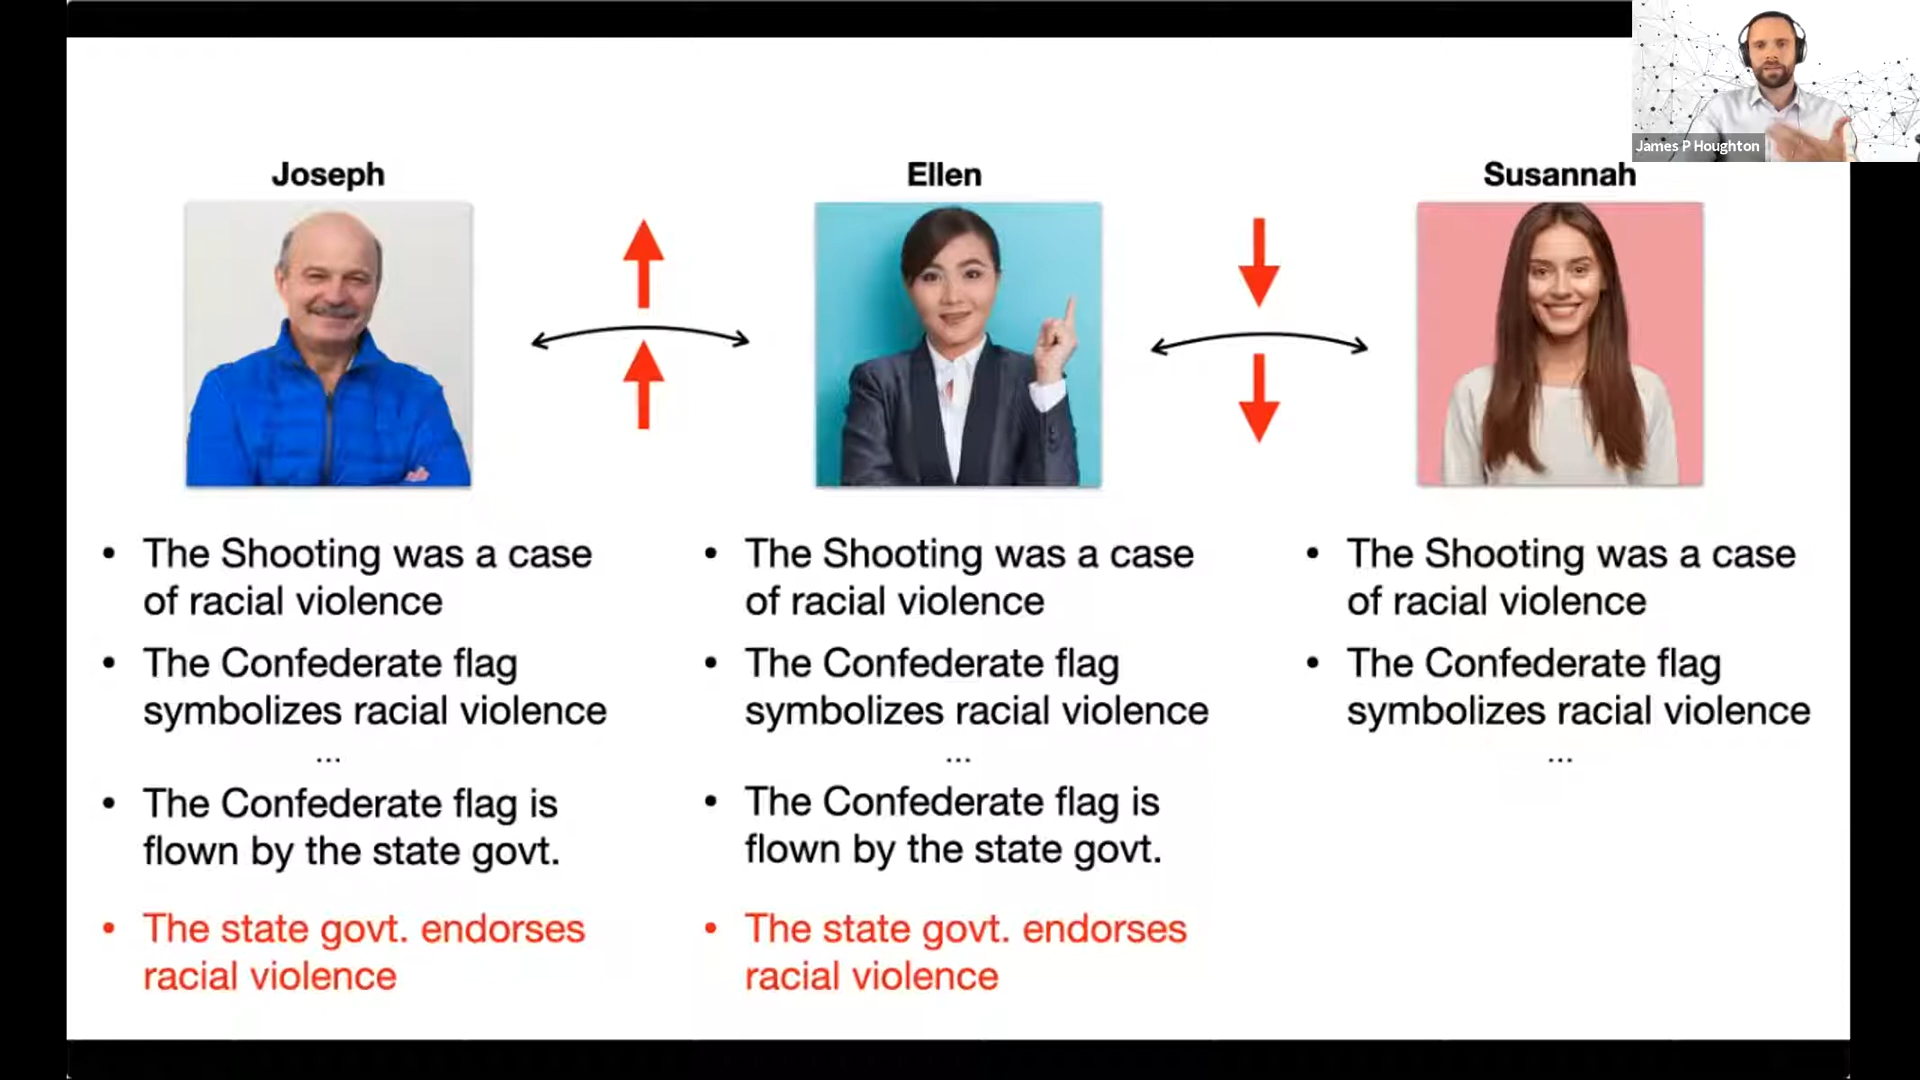 James P Houghton
Joseph
Ellen
Susannah
• The Shooting was a case
of racial violence
• The Confederate flag
symbolizes racial violence
...
• The Confederate flag is
flown by the state govt.
• The state govt. endorses
racial violence
• The Shooting was a case
of racial violence
• The Confederate flag
symbolizes racial violence
...
• The Confederate flag is
flown by the state govt.
• The state govt. endorses
racial violence
• The Shooting was a case
of racial violence
• The Confederate flag
symbolizes racial violence
...